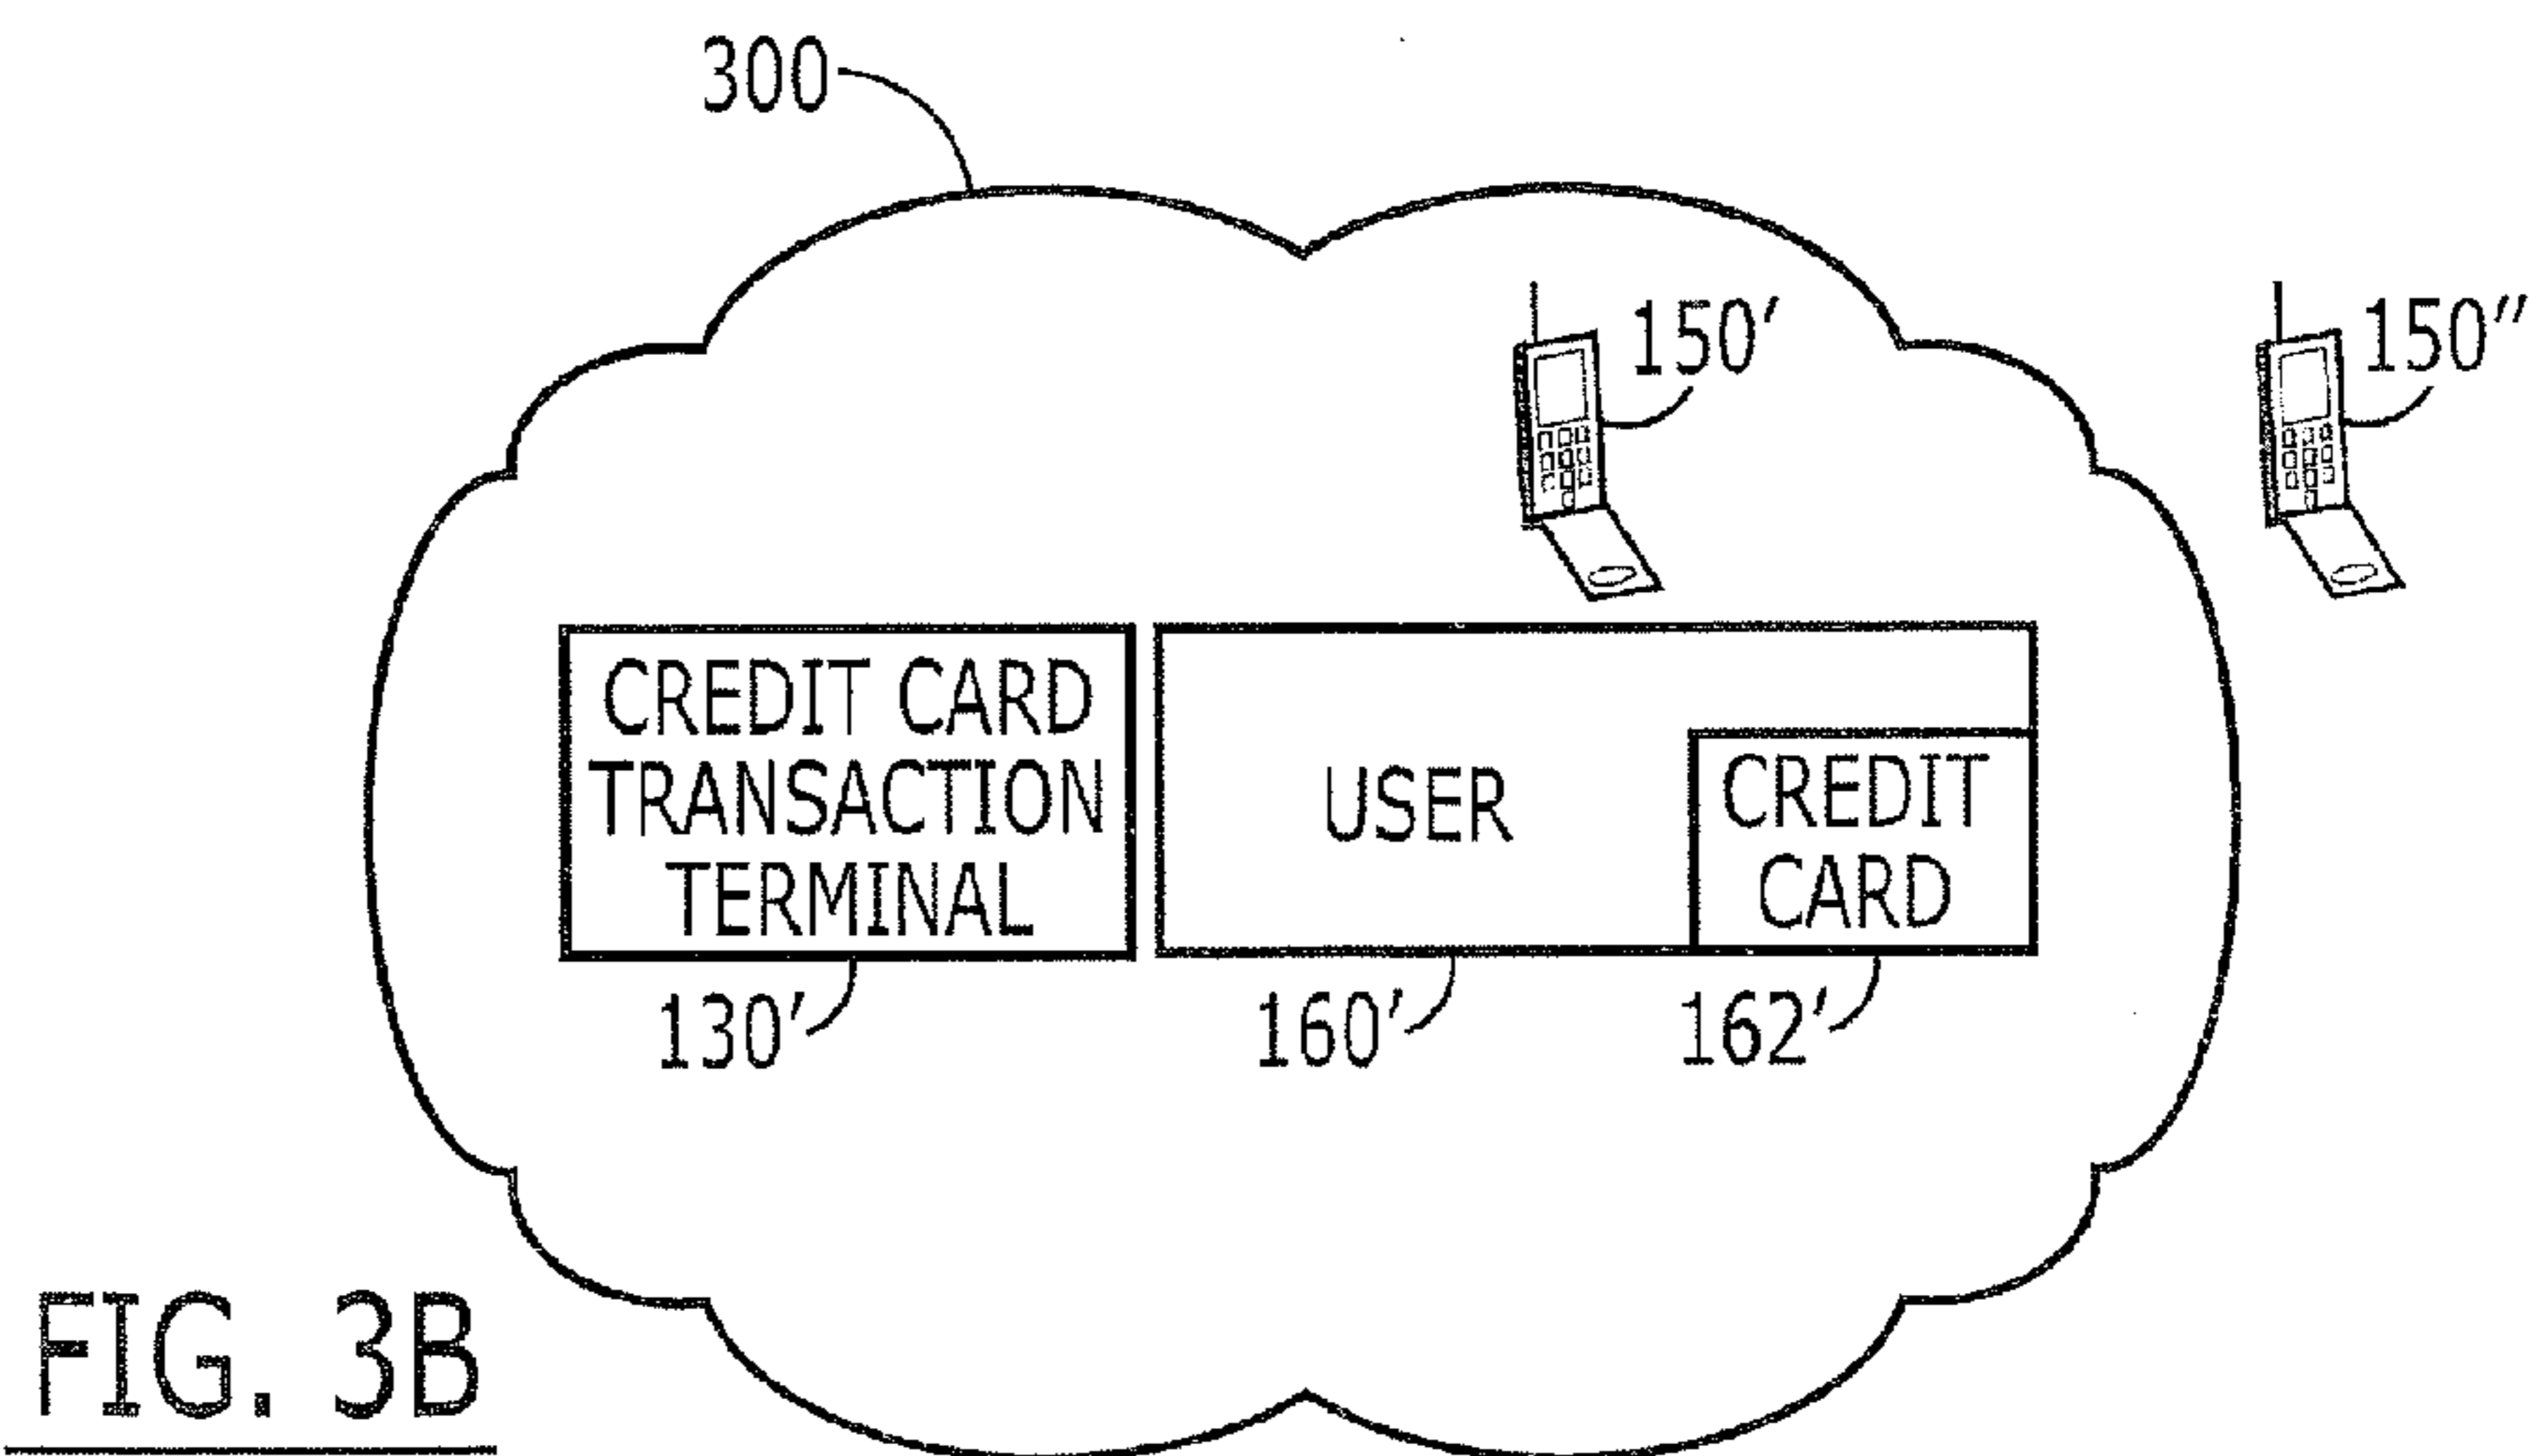 300
150′
150″
CREDIT CARD
TRANSACTION
TERMINAL
USER
CREDIT
CARD
130′
160′
162′
FIG. 3B